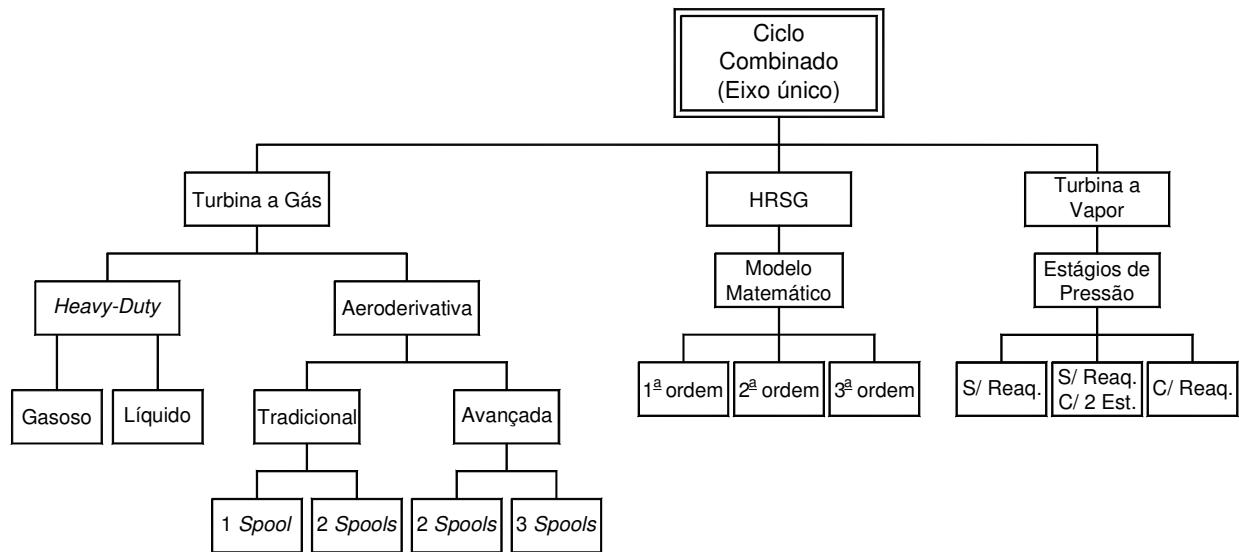 Ciclo
Combinado
(Eixo único)
Turbina a Gás
HRSG
Turbina a
Vapor
Heavy-Duty
Aeroderivativa
Modelo
Matemático
Estágios de
Pressão
Gasoso
Líquido
Tradicional
Avançada
1ª ordem
2ª ordem
3ª ordem
S/ Reaq.
S/ Reaq.
C/ 2 Est.
C/ Reaq.
1 Spool
2 Spools
2 Spools
3 Spools